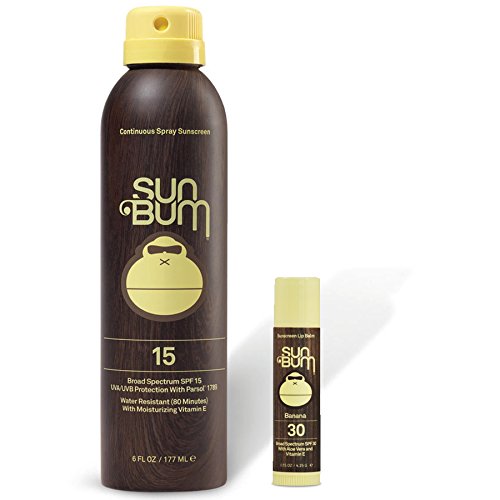 Continuous Spray Sunscreen
SUN
BUM
15
Broad Spectrum SPF 15
UVA/UVB Protection With Parsol® 1789
Water Resistant (80 Minutes)
With Moisturizing Vitamin E
6 FL OZ / 177 ML ℮
Sunscreen Lip Balm
SUN
BUM
Banana
30
Broad Spectrum SPF 30
With Aloe Vera and
Vitamin E